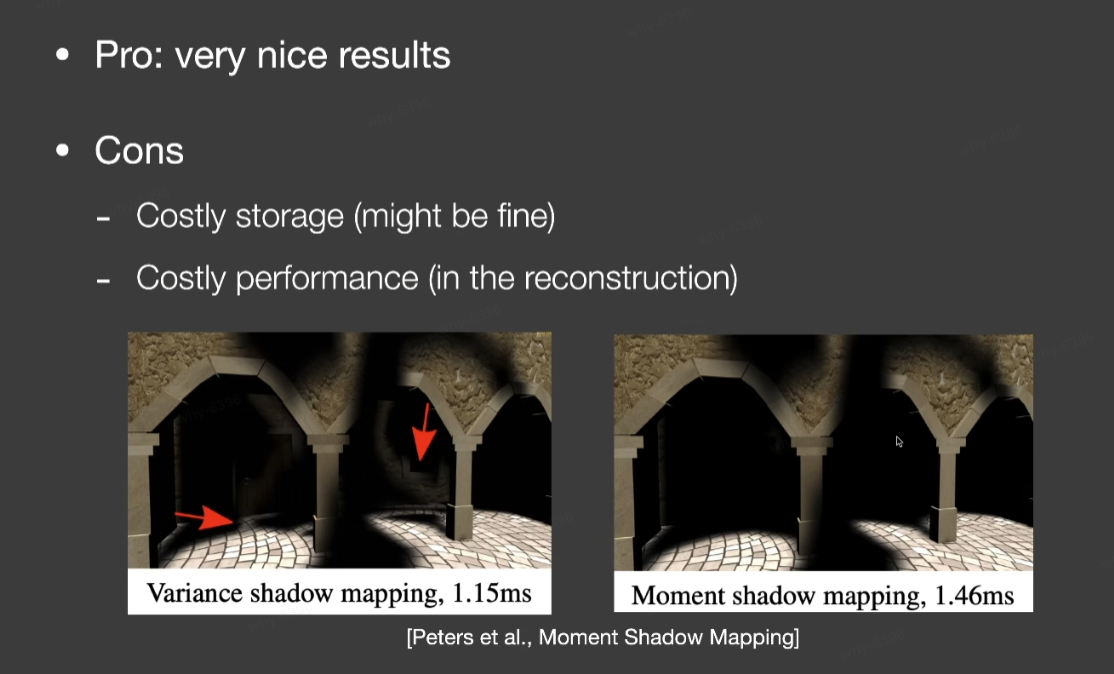 • Pro: very nice results
• Cons
- Costly storage (might be fine)
- Costly performance (in the reconstruction)
Variance shadow mapping, 1.15ms
Moment shadow mapping, 1.46ms
[Peters et al., Moment Shadow Mapping]